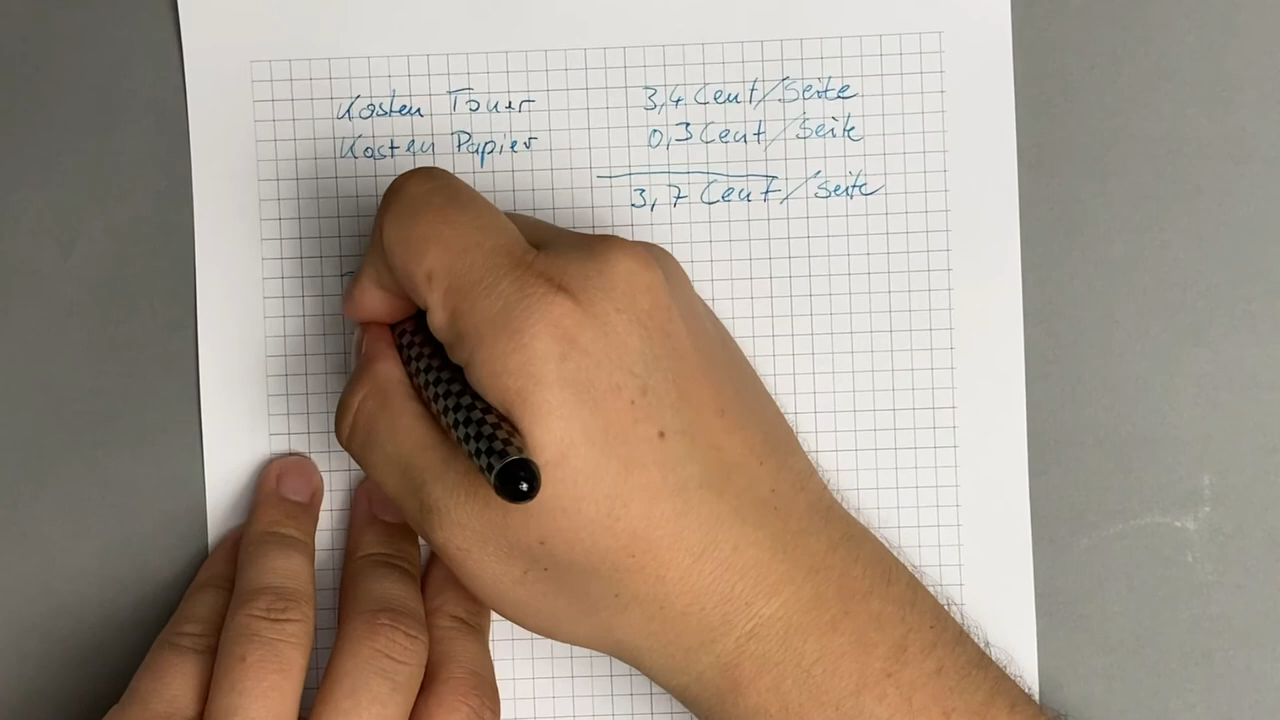 Kosten Toner 3,4 Cent/Seite
Kosten Papier 0,3 Cent/Seite
3,7 Cent/Seite